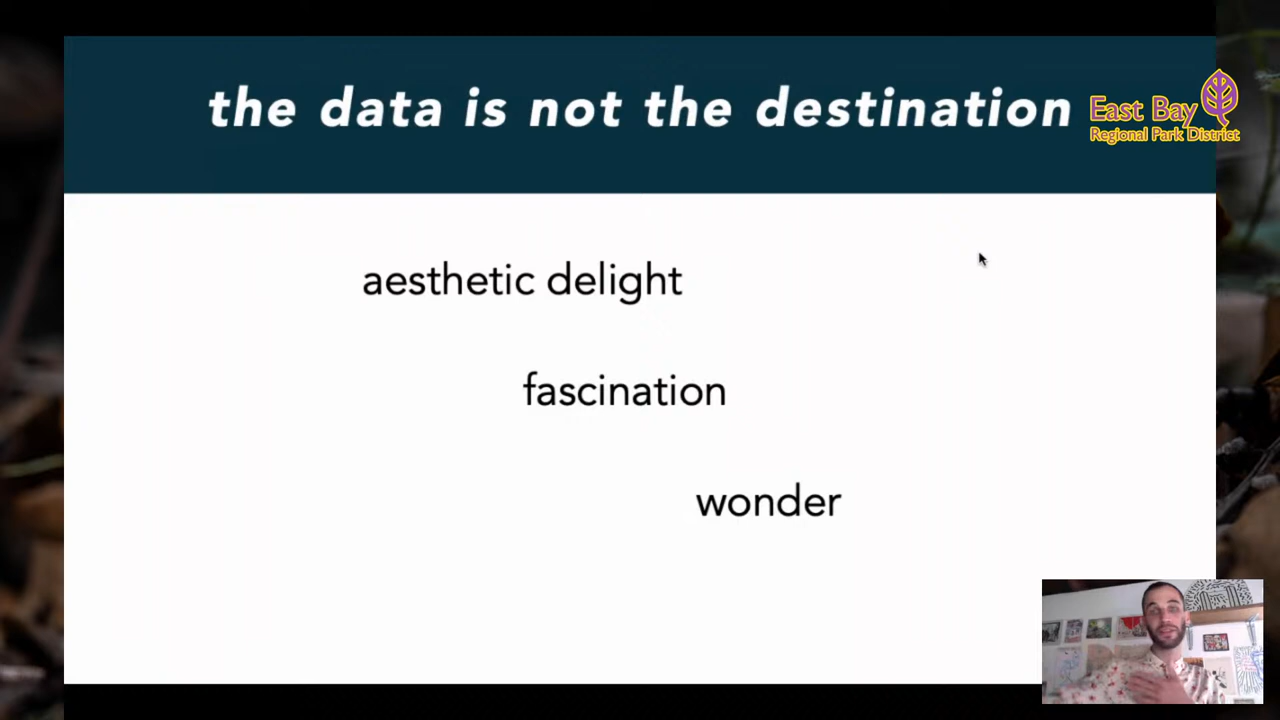 the data is not the destination
East Bay
Regional Park District
aesthetic delight
fascination
wonder